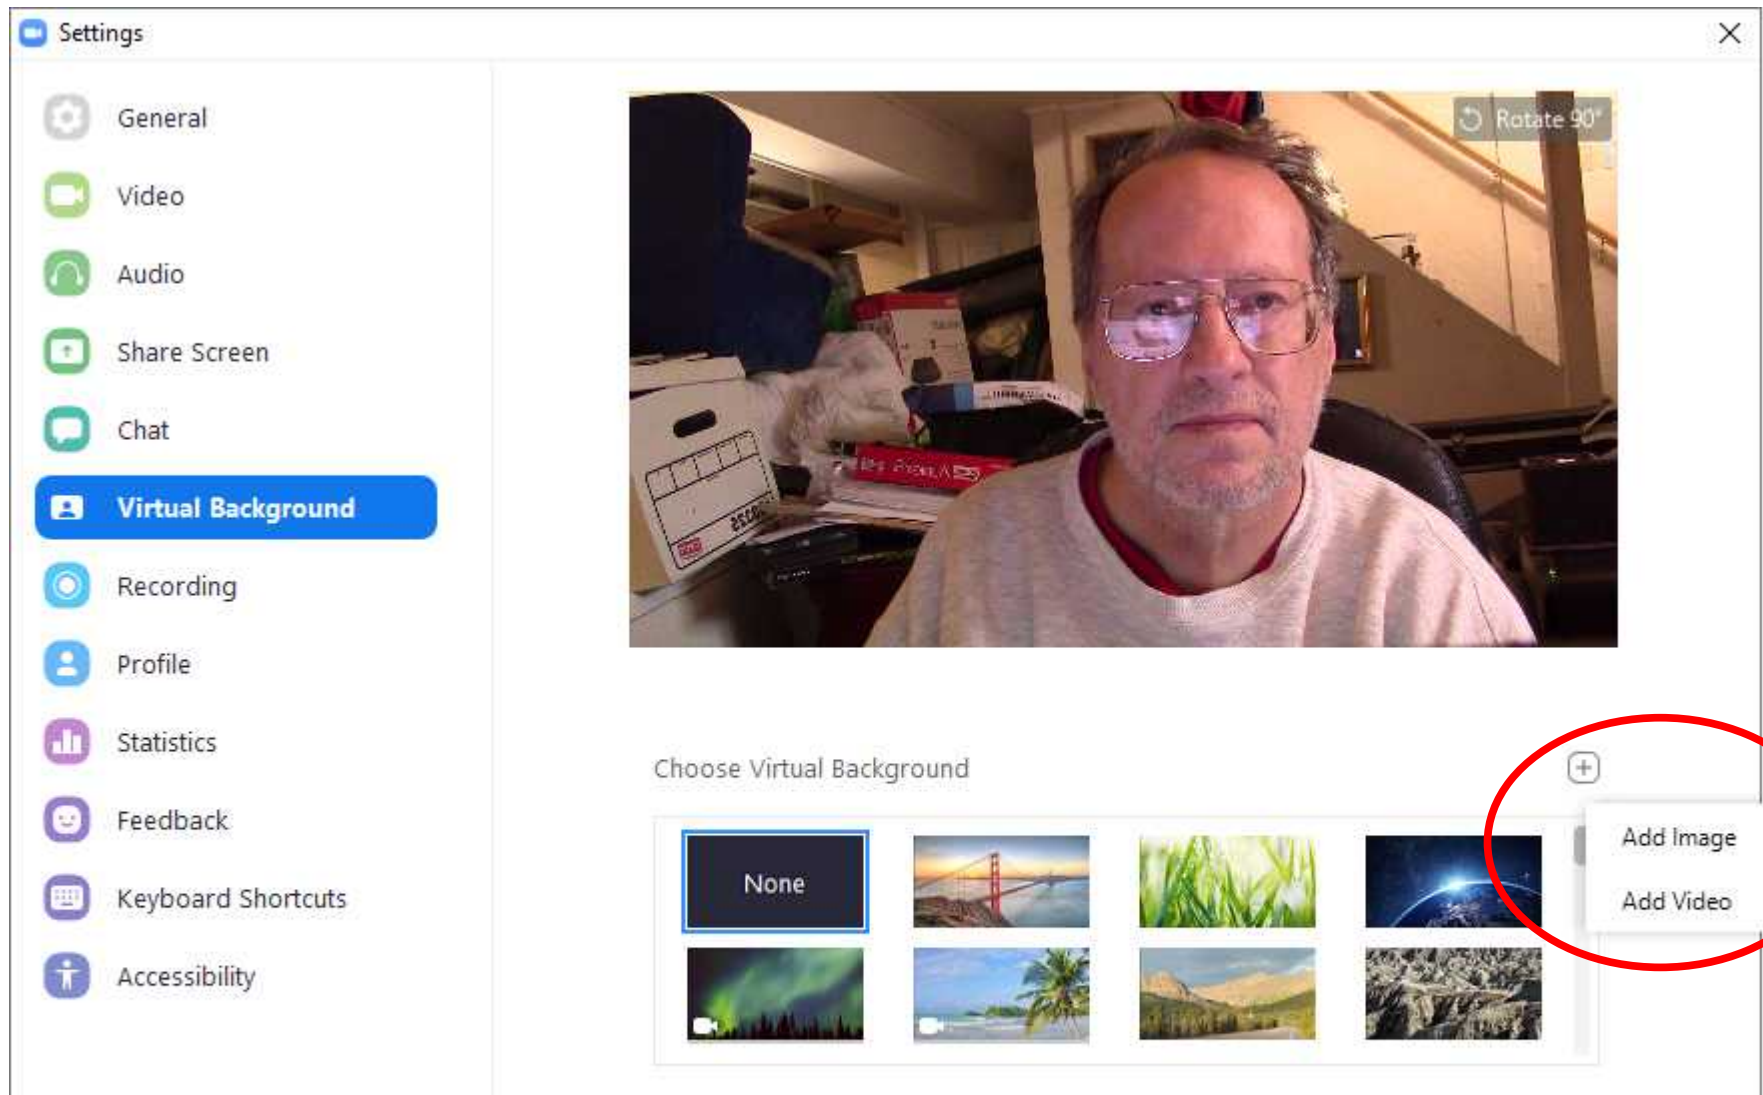 Settings
General
Video
Audio
Share Screen
Chat
Virtual Background
Recording
Profile
Statistics
Feedback
Keyboard Shortcuts
Accessibility
Rotate 90°
Choose Virtual Background
Add Image
Add Video
None